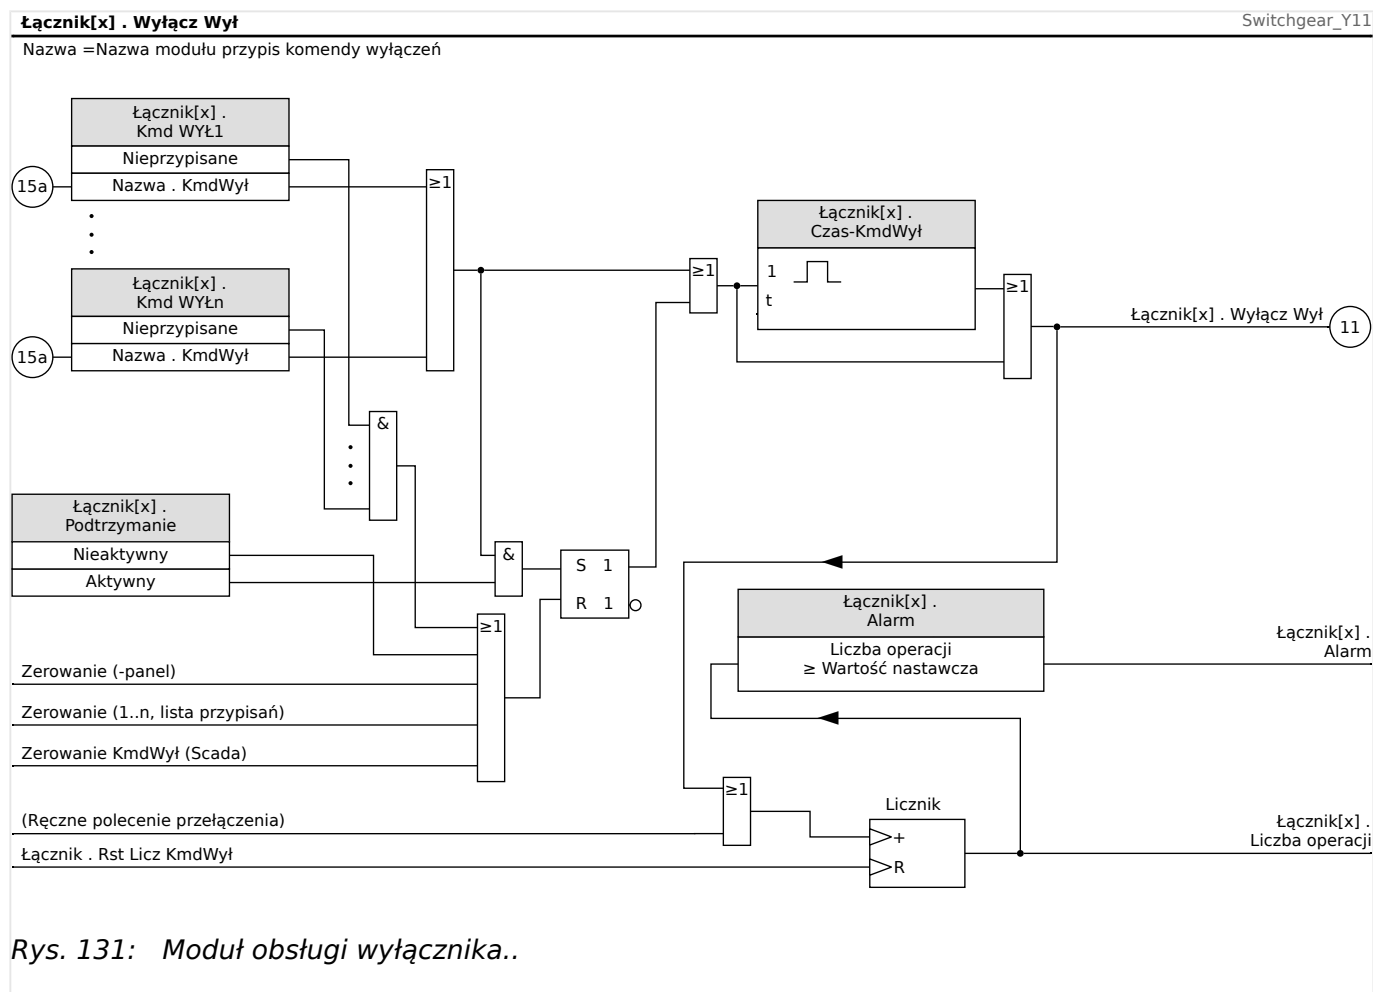 Łącznik[x] . Wyłącz Wył
Switchgear_Y11
Nazwa =Nazwa modułu przypis komendy wyłączeń
Łącznik[x] .
Kmd WYŁ1
Nieprzypisane
15a
Nazwa . KmdWył
≥1
Łącznik[x] .
Kmd WYŁn
Nieprzypisane
15a
Nazwa . KmdWył
≥1
Łącznik[x] .
Czas-KmdWył
1
t
≥1
Łącznik[x] . Wyłącz Wył
11
&
Łącznik[x] .
Podtrzymanie
Nieaktywny
Aktywny
&
S 1
R 1
≥1
Zerowanie (-panel)
Zerowanie (1..n, lista przypisań)
Zerowanie KmdWył (Scada)
Łącznik[x] .
Alarm
Liczba operacji
≥ Wartość nastawcza
Łącznik[x] .
Alarm
≥1
(Ręczne polecenie przełączenia)
Łącznik . Rst Licz KmdWył
Licznik
+
R
Łącznik[x] .
Liczba operacji
Rys. 131: Moduł obsługi wyłącznika..